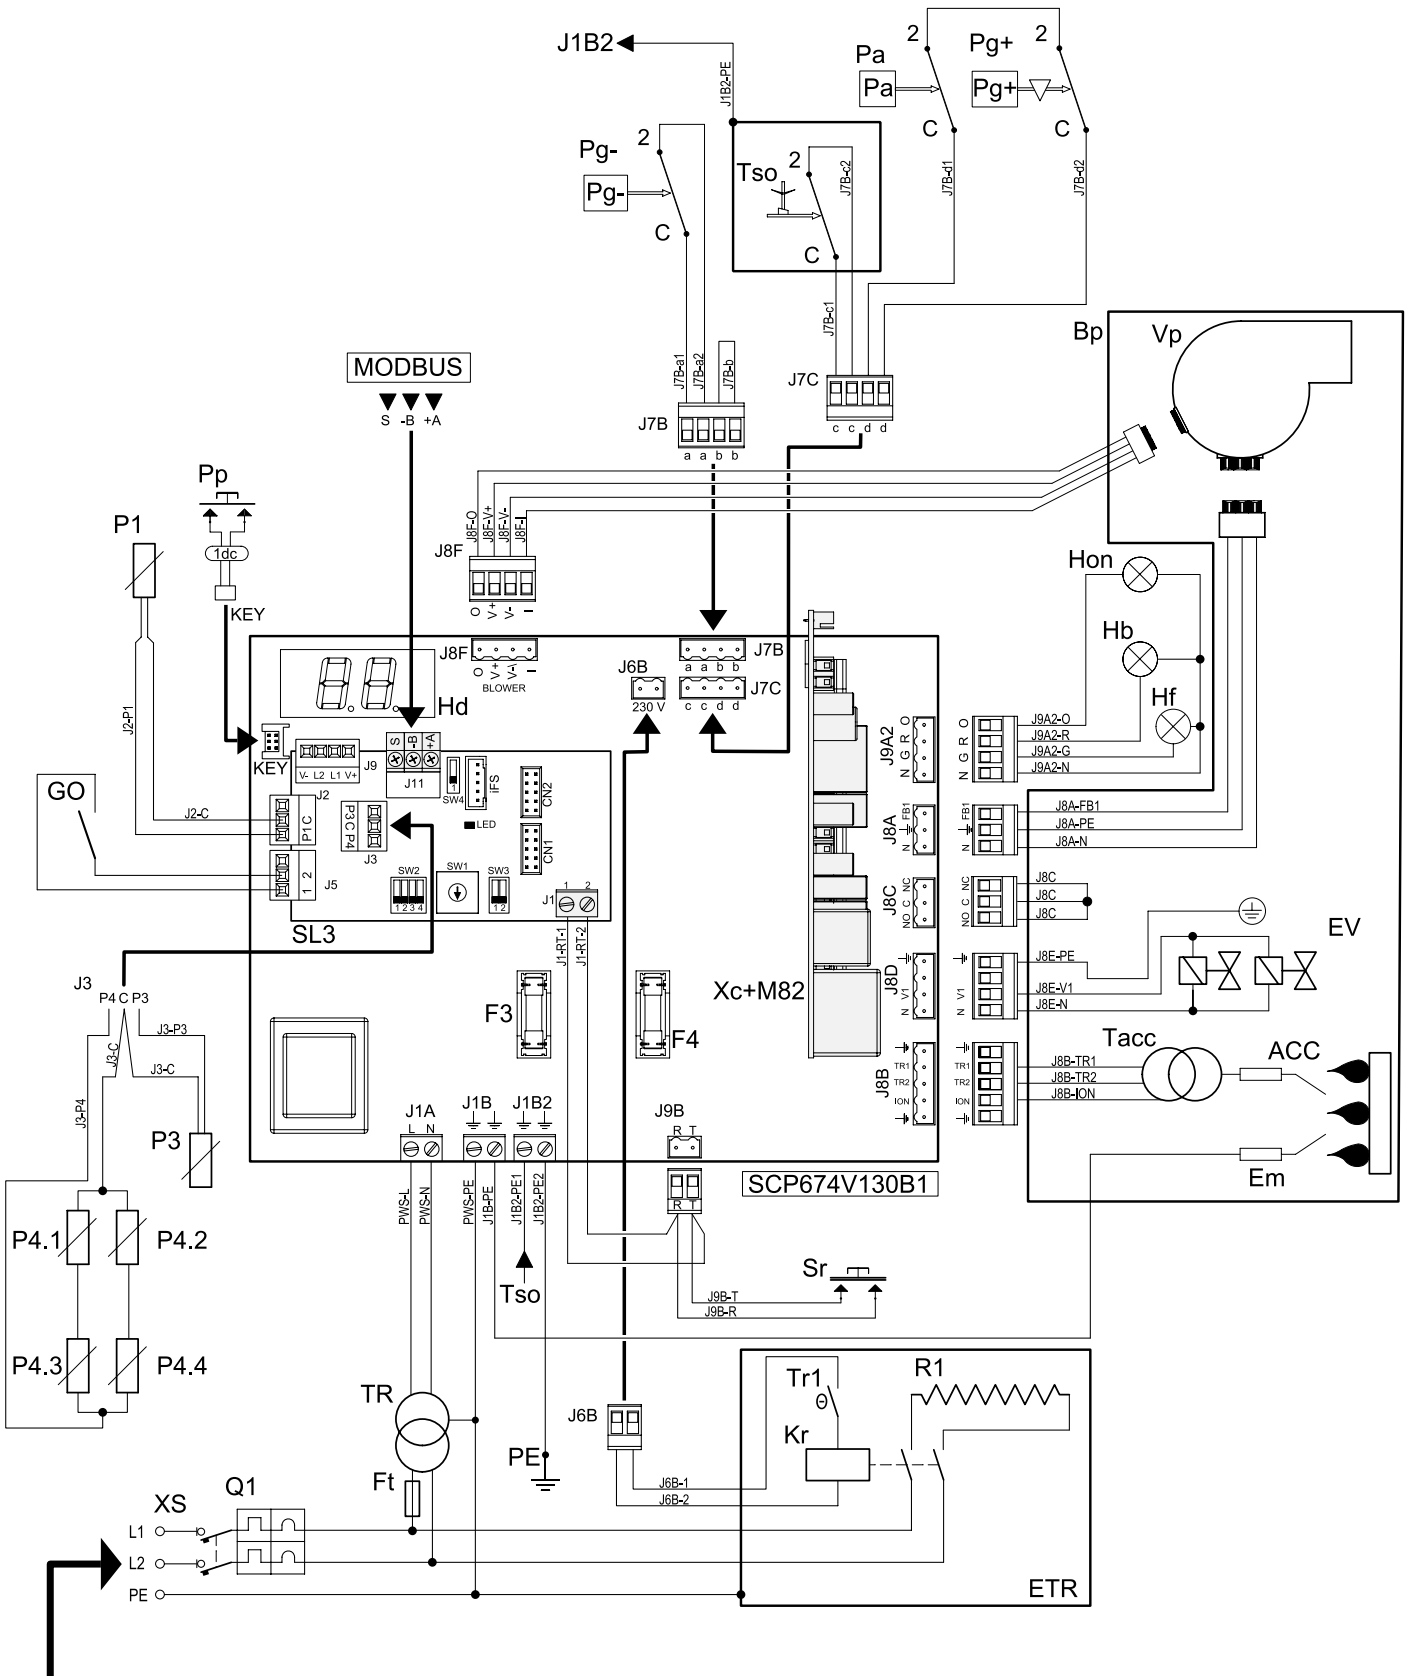 2
2
Pg+
J1B2
Pa
Pa
Pg+
J1B2-PE
C
C
2
Pg-
Pg-
C
2
Tso
J7B-c2
C
J7B-d1
J7B-d2
J7B-c1
Bp
Vp
MODBUS
S -B +A
J7B-a1
J7B-a2
J7B-b
J7B
a a b b
J7C
c c d d
Pp
1dc
KEY
P1
J8F-O
J8F-V+
J8F-V-
J8F-I
J8F
O V+ V- I
Hon
Hb
Hf
J8F
O V+ V- I
BLOWER
J6B
230 V
J7B
a a b b
J7C
c c d d
Hd
J2-P1
KEY
V- L2 L1 V+
J9
S -B +A
J11
SW4
1
iFS
LED
CN2
CN1
J9A2
N G R O
N G R O
J9A2-O
J9A2-R
J9A2-G
J9A2-N
GO
J2-C
J2
P1 C
P3 C P4
J3
J5
1 2
SW2
1 2 3 4
SW1
SW3
1 2
J1
1 2
SL3
J1-RT-1
J1-RT-2
J8A
N FB1
N FB1
J8A-FB1
J8A-PE
J8A-N
J8C
NO C NC
NO C NC
J8C
J8C
J8C
J8D
N V1
N V1
J8E-PE
J8E-V1
J8E-N
EV
Xc+M82
F3
F4
J3
P4 C P3
J3-P3
J3-C
J3-C
J3-P4
P3
J8B
TR1
TR2
ION
TR1
TR2
ION
J8B-TR1
J8B-TR2
J8B-ION
Tacc
ACC
Em
J1A
L N
J1B
J1B2
J9B
R T
R T
SCP674V130B1
PWS-L
PWS-N
PWS-PE
J1B-PE
J1B2-PE1
J1B2-PE2
Tso
P4.1
P4.2
P4.3
P4.4
Sr
J9B-T
J9B-R
TR
Ft
PE
J6B
J6B-1
J6B-2
Tr1
R1
Kr
ETR
XS
Q1
L1
L2
PE